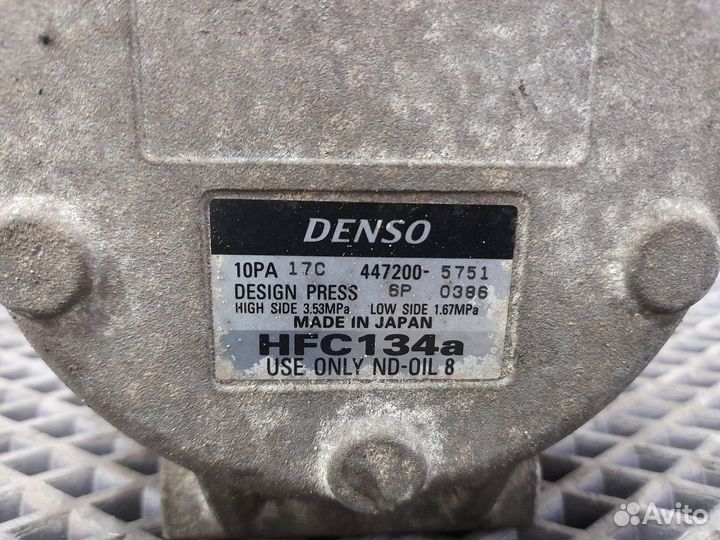 DENSO
10PA 17C 447200- 5751
DESIGN PRESS 6P 0386
HIGH SIDE 3.53MPa LOW SIDE 1.67MPa
MADE IN JAPAN
HFC134a
USE ONLY ND-OIL 8
Avito